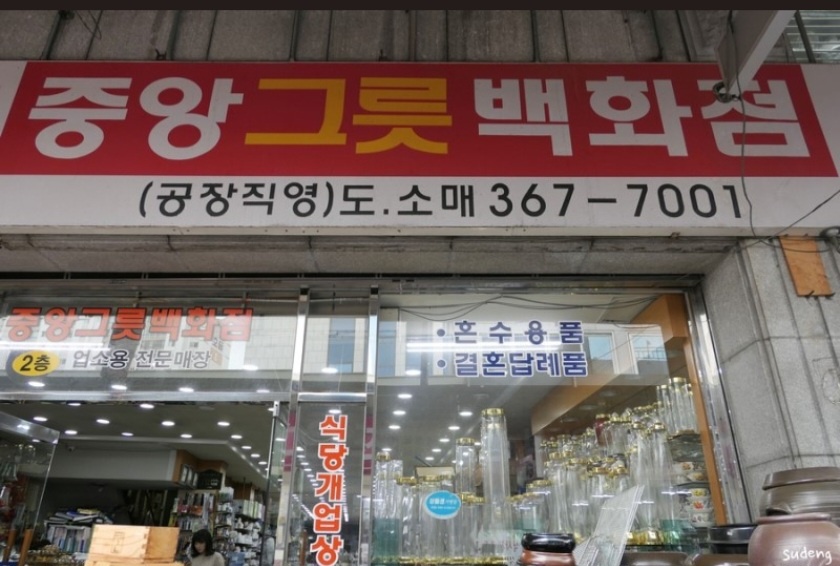 중앙그릇백화점
(공장직영)도.소매 367-7001
중앙그릇백화점
2층 업소용 전문매장
·혼수용품
·결혼답례품
식당개업상
sudeng